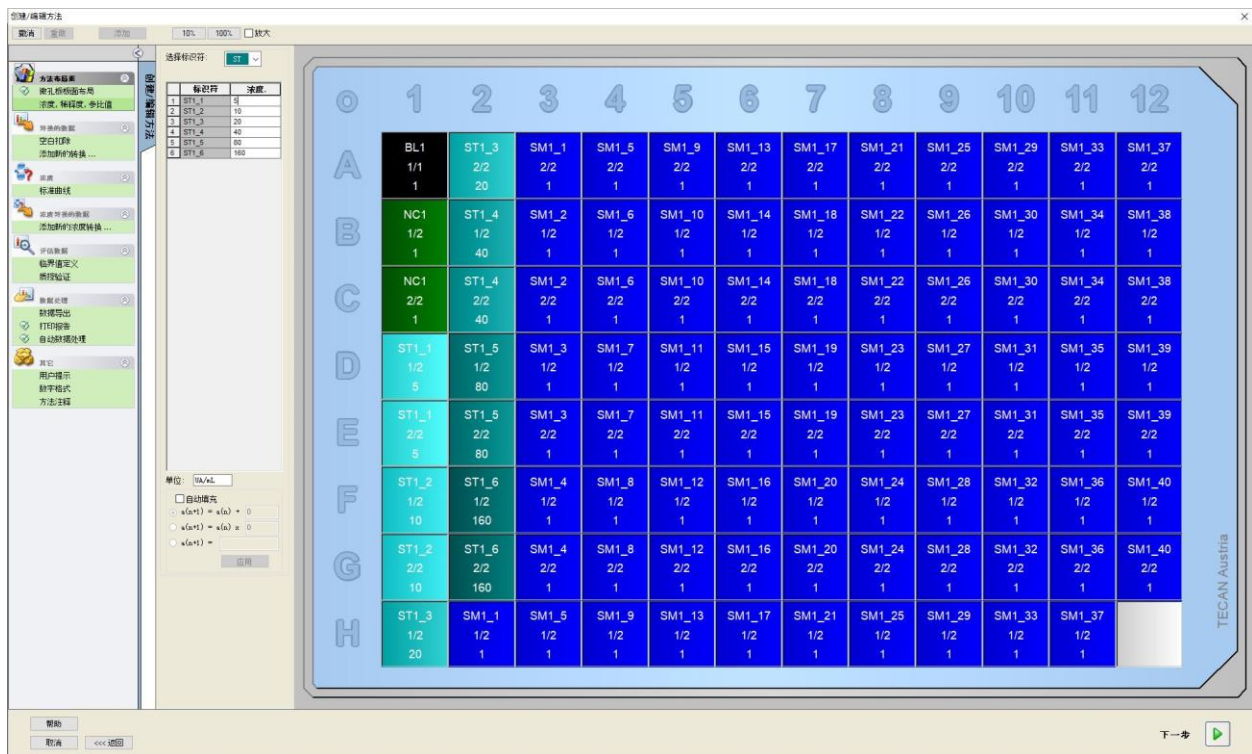 创建/编辑方法
撤消 重做 添加 10% 100% 放大
方法布局
微孔板板面布局
浓度, 稀释度, 参比值
转换的数据
空白扣除
添加新的转换 ...
浓度
标准曲线
浓度转换的数据
添加新的浓度转换 ...
评估数据
临界值定义
质控验证
数据处理
数据导出
打印报告
自动数据处理
其它
用户提示
数字格式
方法注释
创建/编辑方法
选择标识符: ST
标识符 浓度.
1 ST1_1 5
2 ST1_2 10
3 ST1_3 20
4 ST1_4 40
5 ST1_5 80
6 ST1_6 160
单位:
自动填充
应用
1 2 3 4 5 6 7 8 9 10 11 12
A BL1 ST1_3 SM1_1 SM1_5 SM1_9 SM1_13 SM1_17 SM1_21 SM1_25 SM1_29 SM1_33 SM1_37
1/1 2/2 2/2 2/2 2/2 2/2 2/2 2/2 2/2 2/2 2/2 2/2
1 20 1 1 1 1 1 1 1 1 1 1
B NC1 ST1_4 SM1_2 SM1_6 SM1_10 SM1_14 SM1_18 SM1_22 SM1_26 SM1_30 SM1_34 SM1_38
1/2 1/2 1/2 1/2 1/2 1/2 1/2 1/2 1/2 1/2 1/2 1/2
1 40 1 1 1 1 1 1 1 1 1 1
C NC1 ST1_4 SM1_2 SM1_6 SM1_10 SM1_14 SM1_18 SM1_22 SM1_26 SM1_30 SM1_34 SM1_38
2/2 2/2 2/2 2/2 2/2 2/2 2/2 2/2 2/2 2/2 2/2 2/2
1 40 1 1 1 1 1 1 1 1 1 1
D ST1_1 ST1_5 SM1_3 SM1_7 SM1_11 SM1_15 SM1_19 SM1_23 SM1_27 SM1_31 SM1_35 SM1_39
1/2 1/2 1/2 1/2 1/2 1/2 1/2 1/2 1/2 1/2 1/2 1/2
5 80 1 1 1 1 1 1 1 1 1 1
E ST1_1 ST1_5 SM1_3 SM1_7 SM1_11 SM1_15 SM1_19 SM1_23 SM1_27 SM1_31 SM1_35 SM1_39
2/2 2/2 2/2 2/2 2/2 2/2 2/2 2/2 2/2 2/2 2/2 2/2
5 80 1 1 1 1 1 1 1 1 1 1
F ST1_2 ST1_6 SM1_4 SM1_8 SM1_12 SM1_16 SM1_20 SM1_24 SM1_28 SM1_32 SM1_36 SM1_40
1/2 1/2 1/2 1/2 1/2 1/2 1/2 1/2 1/2 1/2 1/2 1/2
10 160 1 1 1 1 1 1 1 1 1 1
G ST1_2 ST1_6 SM1_4 SM1_8 SM1_12 SM1_16 SM1_20 SM1_24 SM1_28 SM1_32 SM1_36 SM1_40
2/2 2/2 2/2 2/2 2/2 2/2 2/2 2/2 2/2 2/2 2/2 2/2
10 160 1 1 1 1 1 1 1 1 1 1
H ST1_3 SM1_1 SM1_5 SM1_9 SM1_13 SM1_17 SM1_21 SM1_25 SM1_29 SM1_33 SM1_37
1/2 1/2 1/2 1/2 1/2 1/2 1/2 1/2 1/2 1/2 1/2
20 1 1 1 1 1 1 1 1 1 1
TECAN Austria
帮助
取消 <<< 返回
下一步